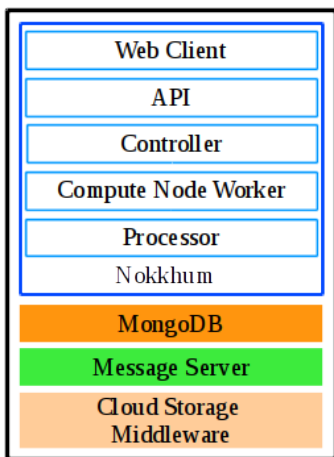 Web Client
API
Controller
Compute Node Worker
Processor
Nokkhum
MongoDB
Message Server
Cloud Storage
Middleware